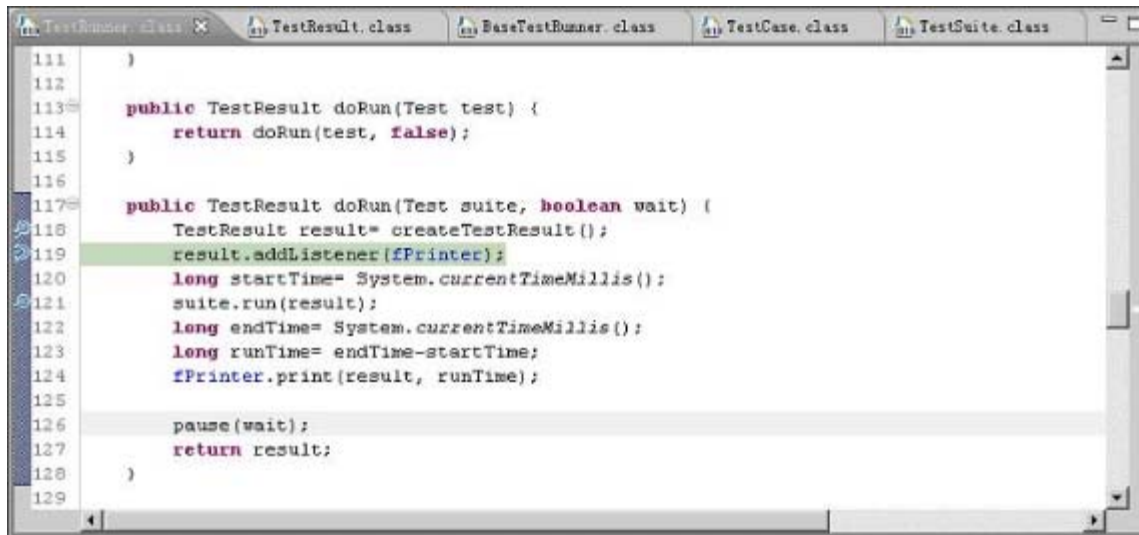 TestRunner.class TestResult.class BaseTestRunner.class TestCase.class TestSuite.class
111 }
112
113 public TestResult doRun(Test test) {
114 return doRun(test, false);
115 }
116
117 public TestResult doRun(Test suite, boolean wait) {
118 TestResult result= createTestResult();
119 result.addListener(fPrinter);
120 long startTime= System.currentTimeMillis();
121 suite.run(result);
122 long endTime= System.currentTimeMillis();
123 long runTime= endTime-startTime;
124 fPrinter.print(result, runTime);
125
126 pause(wait);
127 return result;
128 }
129